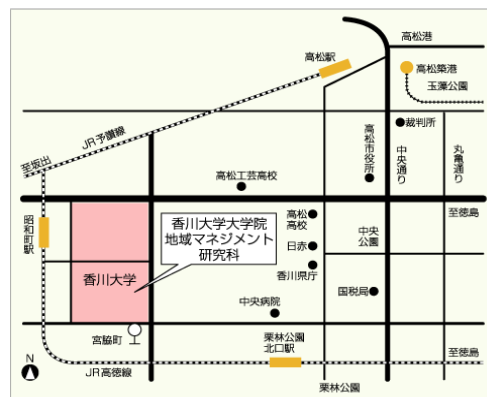 高松港
高松駅
高松築港
玉藻公園
JR予讃線
至坂出
裁判所
高松市役所
中央通り
丸亀通り
高松工芸高校
至徳島
昭和町駅
香川大学大学院
地域マネジメント
研究科
高松
高校
日赤
香川県庁
中央
公園
香川大学
国税局
中央病院
宮脇町
栗林公園
北口駅
至徳島
N
JR高徳線
栗林公園